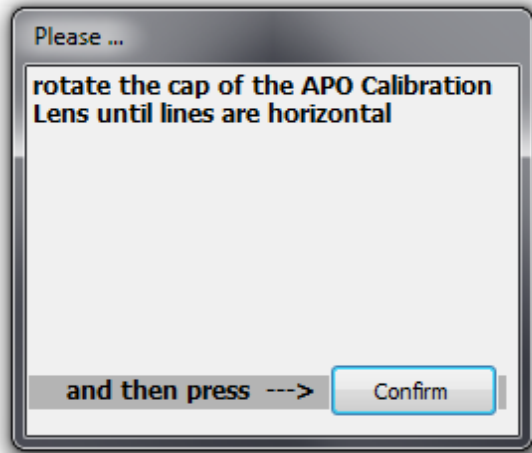 Please ...
rotate the cap of the APO Calibration
Lens until lines are horizontal
and then press --->
Confirm